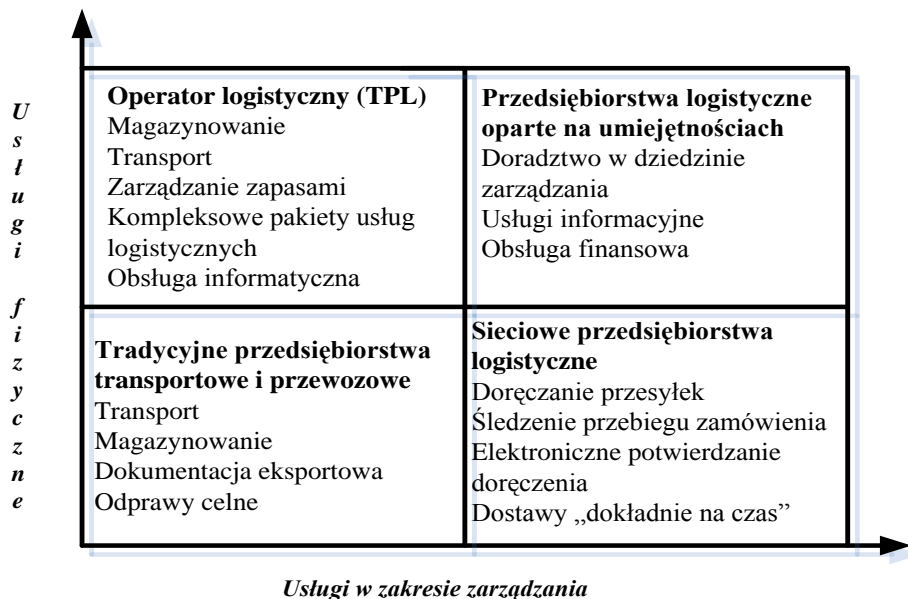 Usługi fizyczne
Operator logistyczny (TPL)
Magazynowanie
Transport
Zarządzanie zapasami
Kompleksowe pakiety usług
logistycznych
Obsługa informatyczna
Przedsiębiorstwa logistyczne
oparte na umiejętnościach
Doradztwo w dziedzinie
zarządzania
Usługi informacyjne
Obsługa finansowa
Tradycyjne przedsiębiorstwa
transportowe i przewozowe
Transport
Magazynowanie
Dokumentacja eksportowa
Odprawy celne
Sieciowe przedsiębiorstwa
logistyczne
Doręczanie przesyłek
Śledzenie przebiegu zamówienia
Elektroniczne potwierdzanie
doręczenia
Dostawy „dokładnie na czas”
Usługi w zakresie zarządzania